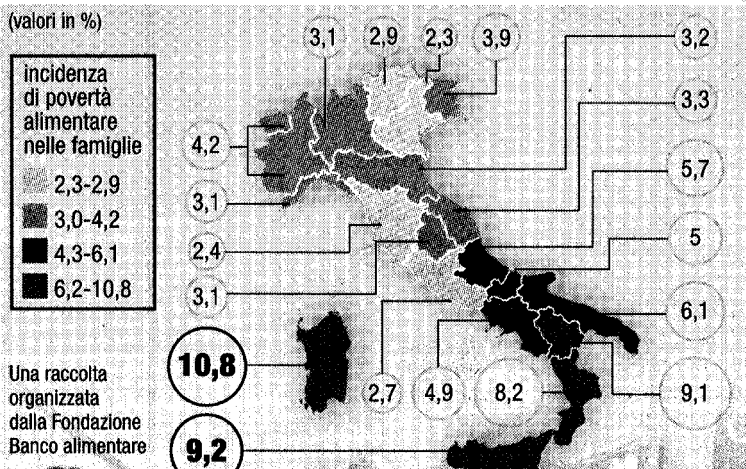 (valori in %)
incidenza
di povertà
alimentare
nelle famiglie
2,3-2,9
3,0-4,2
4,3-6,1
6,2-10,8
Una raccolta
organizzata
dalla Fondazione
Banco alimentare
3,1
2,9
2,3
3,9
3,2
4,2
3,3
5,7
3,1
2,4
5
3,1
6,1
10,8
2,7
4,9
8,2
9,1
9,2